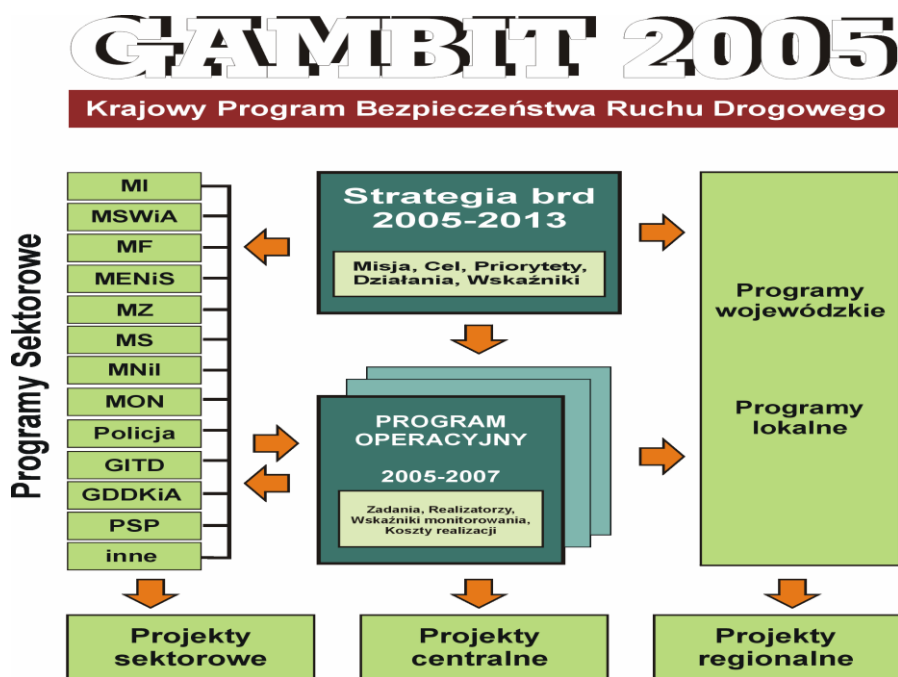 GAMBIT 2005
Krajowy Program Bezpieczeństwa Ruchu Drogowego
Programy Sektorowe
MI
MSWiA
MF
MENiS
MZ
MS
MNiI
MON
Policja
GITD
GDDKiA
PSP
inne
Strategia brd
2005-2013
Misja, Cel, Priorytety,
Działania, Wskaźniki
PROGRAM
OPERACYJNY
2005-2007
Zadania, Realizatorzy,
Wskaźniki monitorowania,
Koszty realizacji
Programy
wojewódzkie
Programy
lokalne
Projekty
sektorowe
Projekty
centralne
Projekty
regionalne